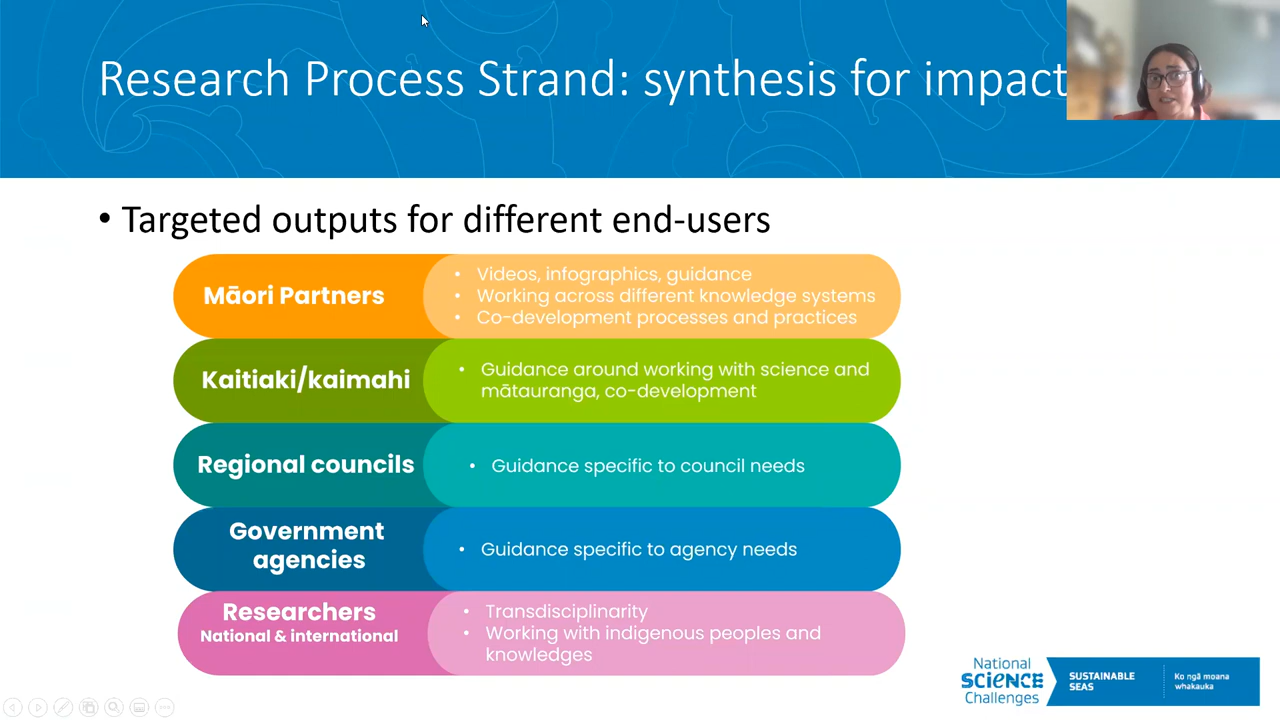 Research Process Strand: synthesis for impact
• Targeted outputs for different end-users
Māori Partners
• Videos, infographics, guidance
• Working across different knowledge systems
• Co-development processes and practices
Kaitiaki/kaimahi
• Guidance around working with science and
mātauranga, co-development
Regional councils
• Guidance specific to council needs
Government
agencies
• Guidance specific to agency needs
Researchers
National & international
• Transdisciplinarity
• Working with indigenous peoples and
knowledges
National
SCIENCE
Challenges
SUSTAINABLE
SEAS
Ko ngā moana
whakauka